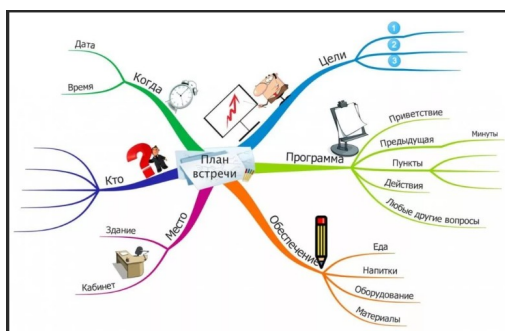 План
встречи
Цели
1
2
3
Программа
Приветствие
Предыдущая
Минуты
Пункты
Действия
Любые другие вопросы
Обеспечение
Еда
Напитки
Оборудование
Материалы
Место
Здание
Кабинет
Кто
Когда
Дата
Время